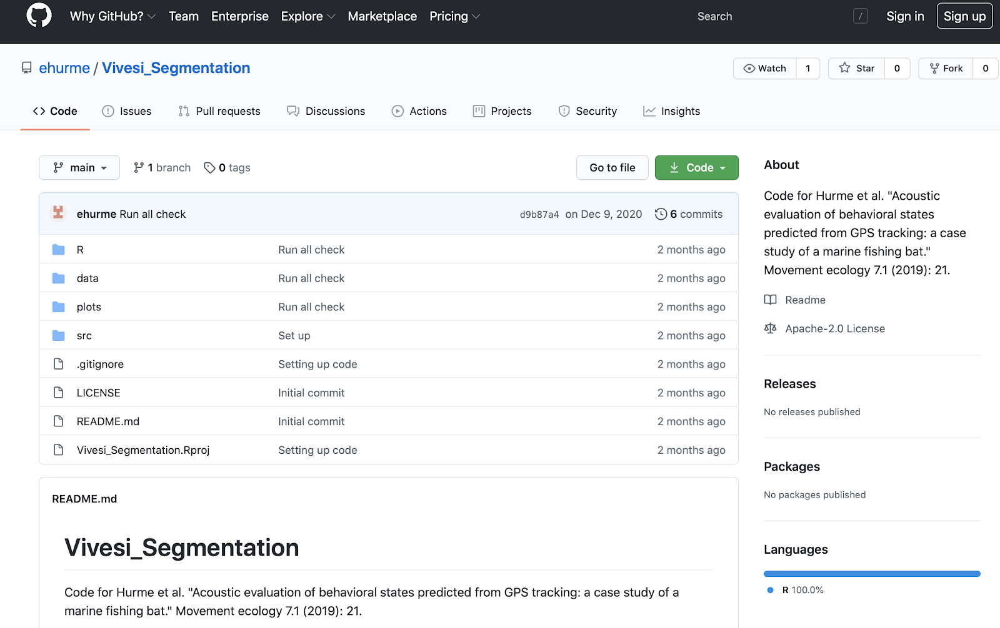 Why GitHub? Team Enterprise Explore Marketplace Pricing Search / Sign in Sign up
ehurme / Vivesi_Segmentation Watch 1 Star 0 Fork 0
Code Issues Pull requests Discussions Actions Projects Security Insights
main 1 branch 0 tags Go to file Code
ehurme Run all check d9b87a4 on Dec 9, 2020 6 commits
R Run all check 2 months ago
data Run all check 2 months ago
plots Run all check 2 months ago
src Set up 2 months ago
.gitignore Setting up code 2 months ago
LICENSE Initial commit 2 months ago
README.md Initial commit 2 months ago
Vivesi_Segmentation.Rproj Setting up code 2 months ago
README.md
Vivesi_Segmentation
Code for Hurme et al. "Acoustic evaluation of behavioral states predicted from GPS tracking: a case study of a
marine fishing bat." Movement ecology 7.1 (2019): 21.
About
Code for Hurme et al. "Acoustic
evaluation of behavioral states
predicted from GPS tracking: a case
study of a marine fishing bat."
Movement ecology 7.1 (2019): 21.
Readme
Apache-2.0 License
Releases
No releases published
Packages
No packages published
Languages
R 100.0%